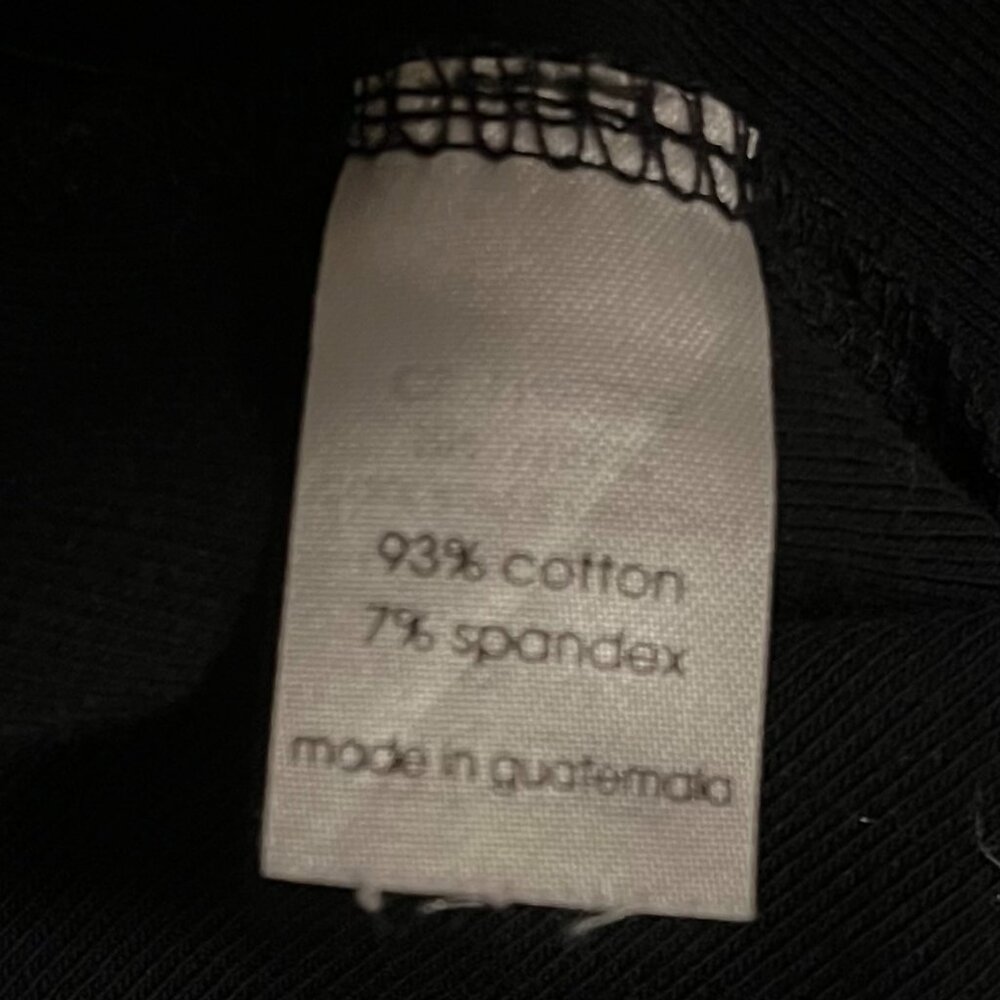 93% cotton
7% spandex
made in guatemala